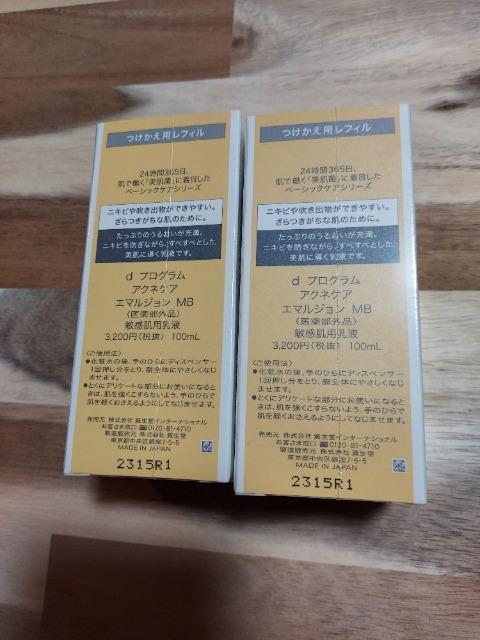 つけかえ用レフィル
24時間365日、
肌で働く「美肌菌」に着目した
ベーシックケアシリーズ
ニキビや吹き出物ができやすい。
ざらつきがちな肌のために。
たっぷりのうるおいが充満。
ニキビを防ぎながら、すべすべとした
美肌に導く乳液です。
d プログラム
アクネケア
エマルジョン MB
(医薬部外品)
敏感肌用乳液
3,200円(税抜) 100mL
〈ご使用法〉
●化粧水の後、手のひらにディスペンサー
1回押し分をとり、顔全体にやさしくなじ
ませます。
●とくにデリケートな部分にお使いになると
きは、肌を強くこすらないよう、手のひらで
肌を軽くおさえるようにしてなじませます。
発売元 株式会社 資生堂インターナショナル
お客さま窓口 0120-81-4710
製造販売元 株式会社 資生堂
東京都中央区銀座7-5-5
MADE IN JAPAN
2315R1
つけかえ用レフィル
24時間365日、
肌で働く「美肌菌」に着目した
ベーシックケアシリーズ
ニキビや吹き出物ができやすい。
ざらつきがちな肌のために。
たっぷりのうるおいが充満。
ニキビを防ぎながら、すべすべとした
美肌に導く乳液です。
d プログラム
アクネケア
エマルジョン MB
(医薬部外品)
敏感肌用乳液
3,200円(税抜) 100mL
〈ご使用法〉
●化粧水の後、手のひらにディスペンサー
1回押し分をとり、顔全体にやさしくなじ
ませます。
●とくにデリケートな部分にお使いになると
きは、肌を強くこすらないよう、手のひらで
肌を軽くおさえるようにしてなじませます。
発売元 株式会社 資生堂インターナショナル
お客さま窓口 0120-81-4710
製造販売元 株式会社 資生堂
東京都中央区銀座7-5-5
MADE IN JAPAN
2315R1